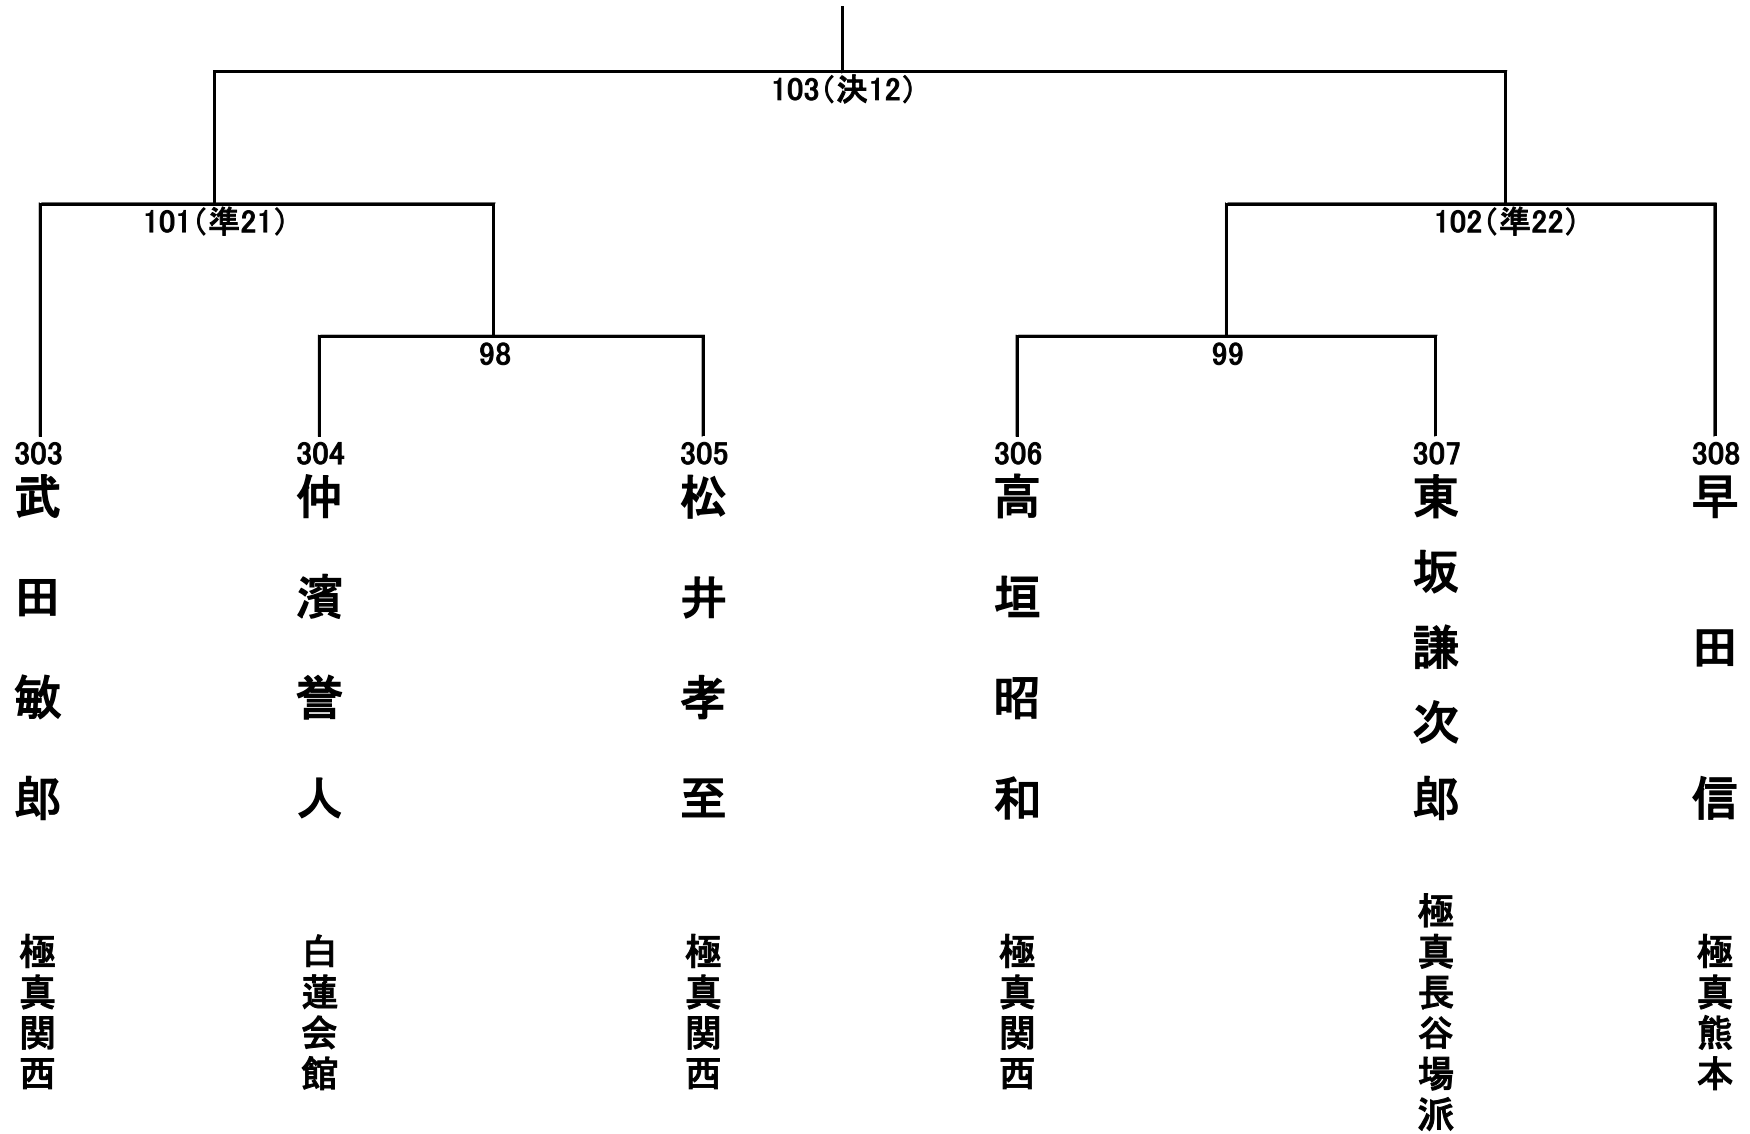 103(決12)
101(準21)
102(準22)
98
99
303
武田敏郎
極真関西
304
仲濱誉人
白蓮会館
305
松井孝至
極真関西
306
高垣昭和
極真関西
307
東坂謙次郎
極真長谷場派
308
早田信
極真熊本